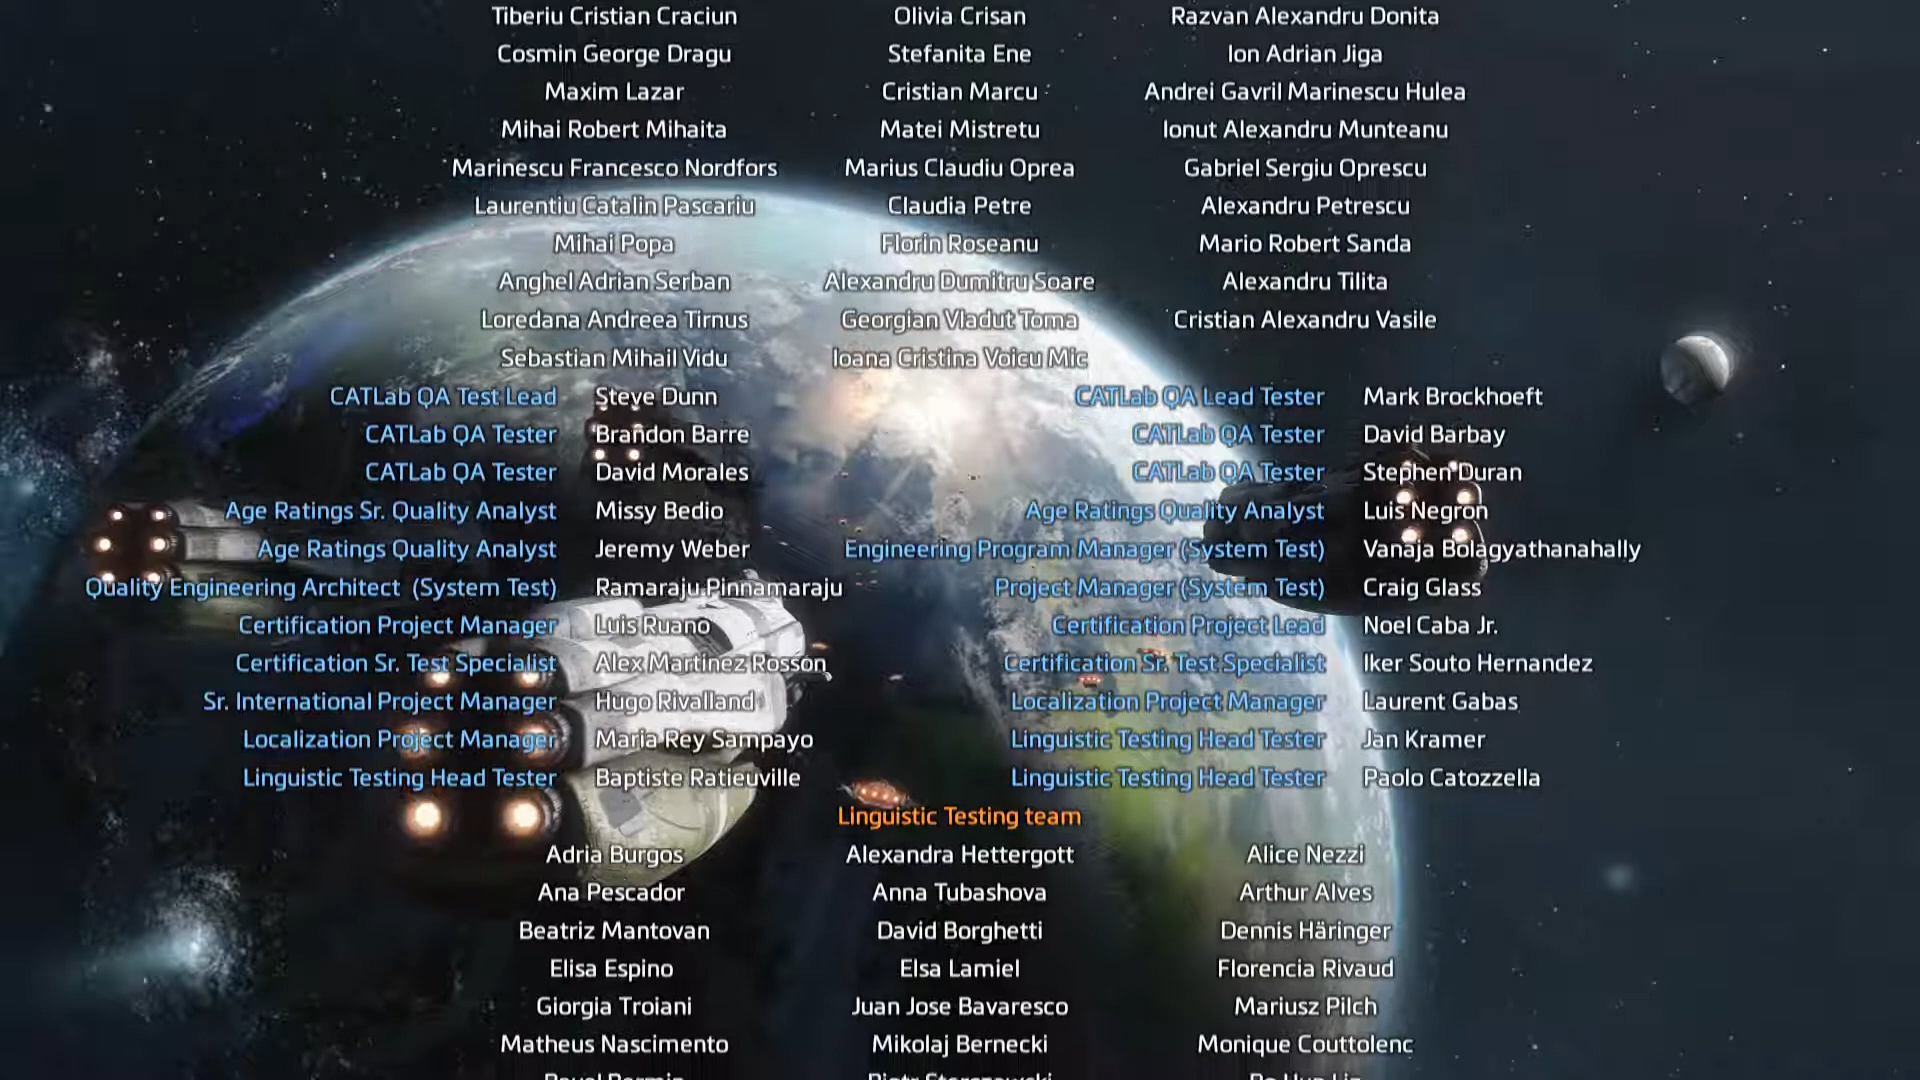 Tiberiu Cristian Craciun Olivia Crisan Razvan Alexandru Donita
Cosmin George Dragu Stefanita Ene Ion Adrian Jiga
Maxim Lazar Cristian Marcu Andrei Gavril Marinescu Hulea
Mihai Robert Mihaita Matei Mistretu Ionut Alexandru Munteanu
Marinescu Francesco Nordfors Marius Claudiu Oprea Gabriel Sergiu Oprescu
Laurentiu Catalin Pascariu Claudia Petre Alexandru Petrescu
Mihai Popa Florin Roseanu Mario Robert Sanda
Anghel Adrian Serban Alexandru Dumitru Soare Alexandru Tilita
Loredana Andreea Tirnus Georgian Vladut Toma Cristian Alexandru Vasile
Sebastian Mihail Vidu Ioana Cristina Voicu Mic
CATLab QA Test Lead Steve Dunn CATLab QA Lead Tester Mark Brockhoeft
CATLab QA Tester Brandon Barre CATLab QA Tester David Barbay
CATLab QA Tester David Morales CATLab QA Tester Stephen Duran
Age Ratings Sr. Quality Analyst Missy Bedio Age Ratings Quality Analyst Luis Negron
Age Ratings Quality Analyst Jeremy Weber Engineering Program Manager (System Test) Vanaja Bolagyathanahally
Quality Engineering Architect (System Test) Ramaraju Pinnamaraju Project Manager (System Test) Craig Glass
Certification Project Manager Luis Ruano Certification Project Lead Noel Caba Jr.
Certification Sr. Test Specialist Alex Martinez Rosson Certification Sr. Test Specialist Iker Souto Hernandez
Sr. International Project Manager Hugo Rivalland Localization Project Manager Laurent Gabas
Localization Project Manager Maria Rey Sampayo Linguistic Testing Head Tester Jan Kramer
Linguistic Testing Head Tester Baptiste Ratieuville Linguistic Testing Head Tester Paolo Catozzella
Linguistic Testing team
Adria Burgos Alexandra Hettergott Alice Nezzi
Ana Pescador Anna Tubashova Arthur Alves
Beatriz Mantovan David Borghetti Dennis Häringer
Elisa Espino Elsa Lamiel Florencia Rivaud
Giorgia Troiani Juan Jose Bavaresco Mariusz Pilch
Matheus Nascimento Mikolaj Bernecki Monique Couttolenc